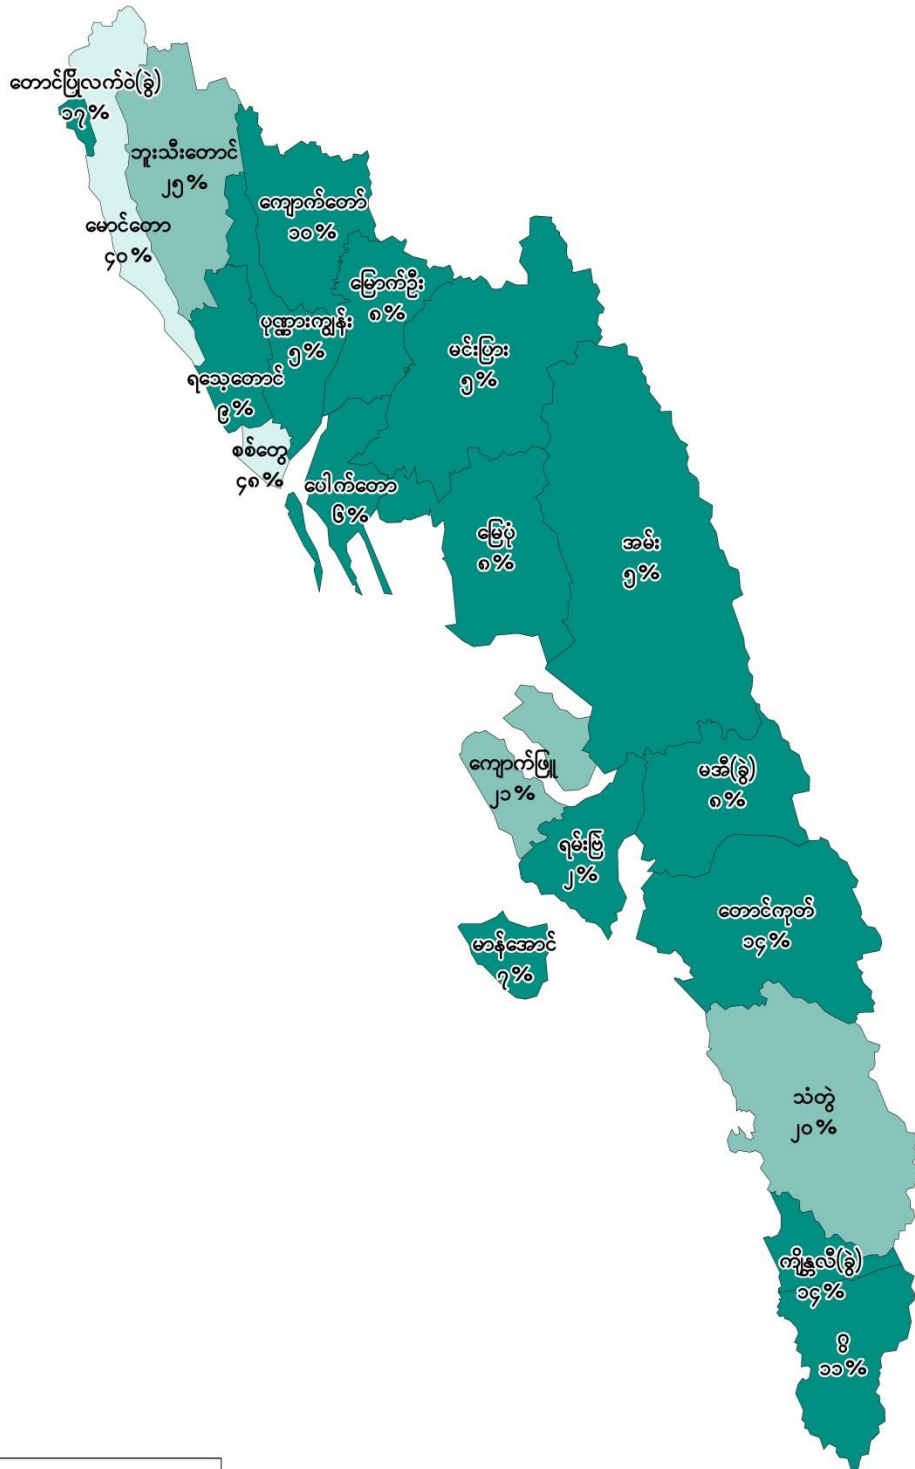 တောင်ပြိုလက်ဝဲ(ခွဲ)
၁၇%
ဘူးသီးတောင်
၂၅%
မောင်တော
၄၀%
ကျောက်တော်
၁၀%
မြောက်ဦး
၈%
ပုဏ္ဏားကျွန်း
၅%
မင်းပြား
၅%
ရသေ့တောင်
၉%
စစ်တွေ
၄၈%
ပေါက်တော
၆%
မြေပုံ
၈%
အမ်း
၅%
ကျောက်ဖြူ
၂၁%
မအီ(ခွဲ)
၈%
ရမ်းဗြဲ
၂%
တောင်ကုတ်
၁၄%
မာန်အောင်
၇%
သံတွဲ
၂၀%
ကျိန္တလီ(ခွဲ)
၁၄%
ဂွ
၁၁%